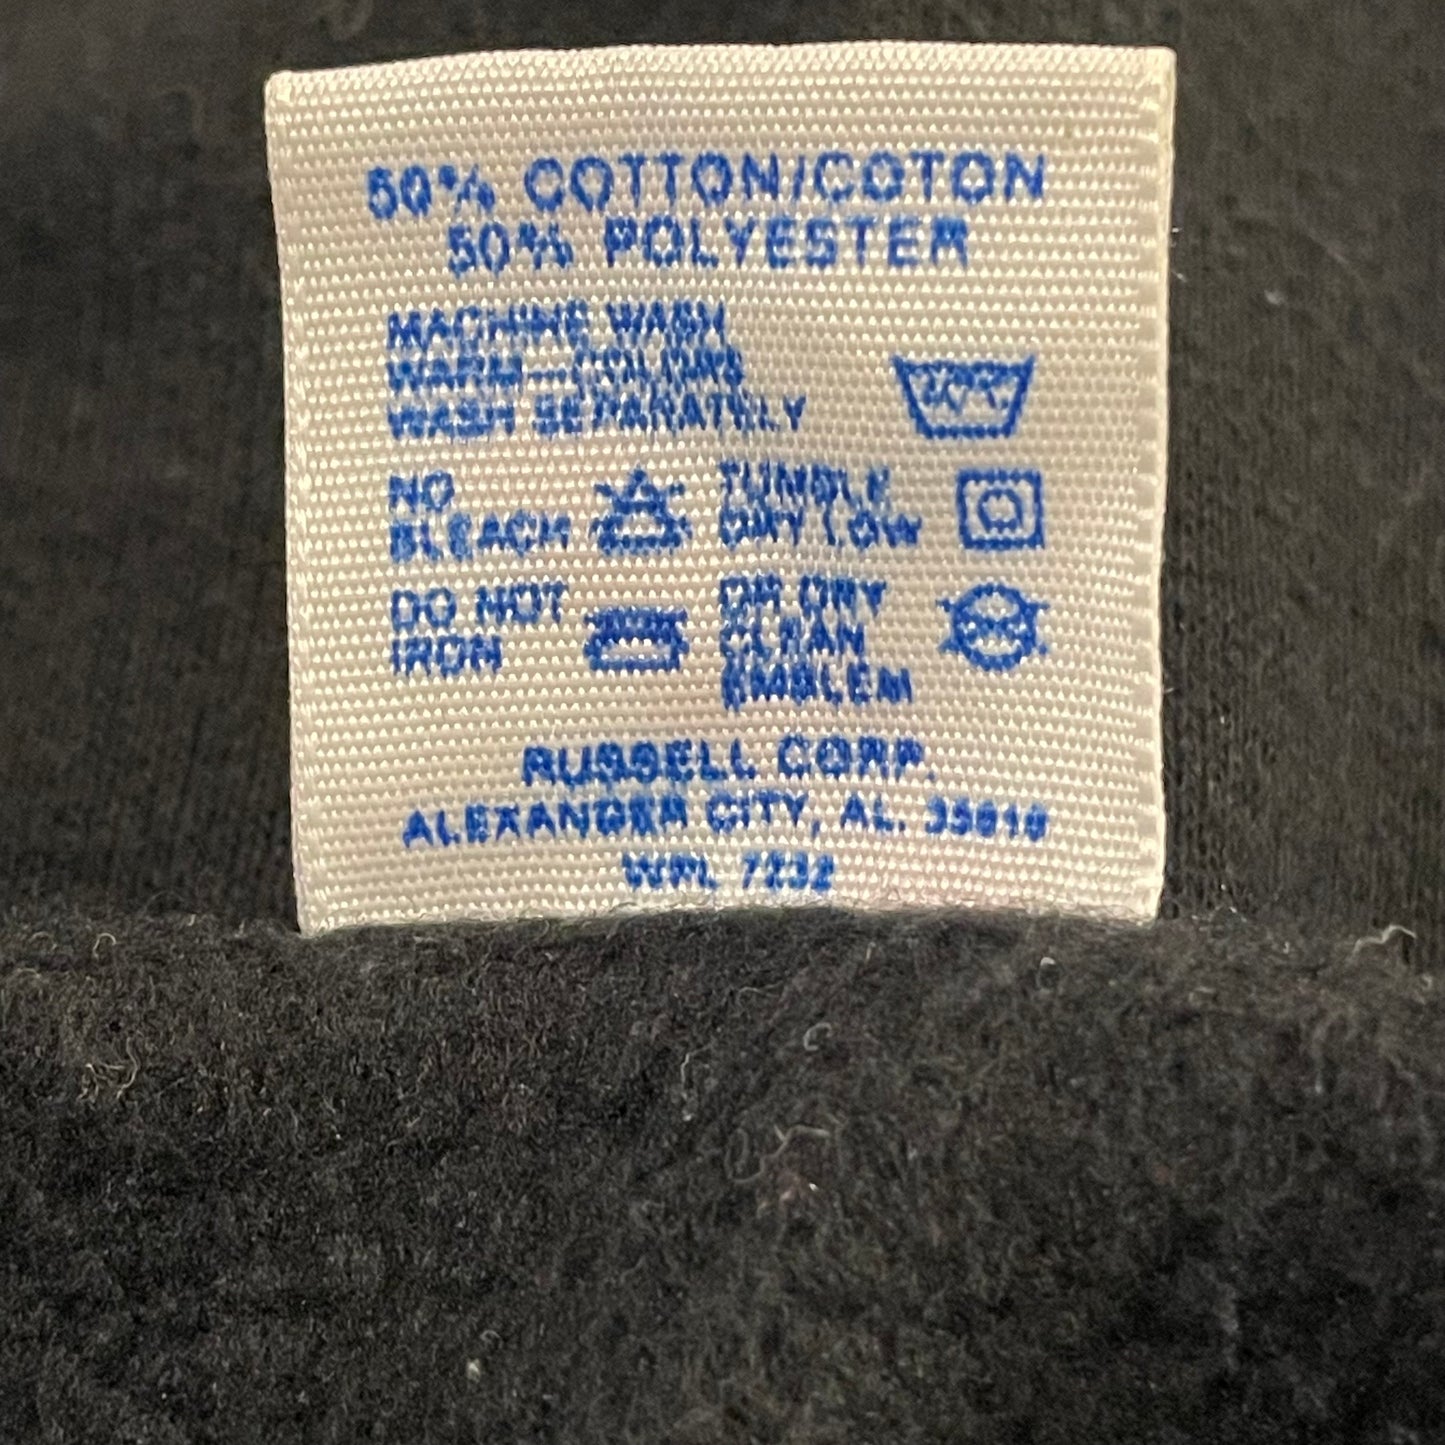 50% COTTON/COTON
50% POLYESTER
MACHINE WASH
WARM—COLOURS
WASH SEPARATELY
NO
BLEACH
TUMBLE
DRY LOW
DO NOT
IRON
OR DRY
CLEAN
EMBLEM
RUSSELL CORP.
ALEXANDER CITY, AL. 35010
WPL 7232